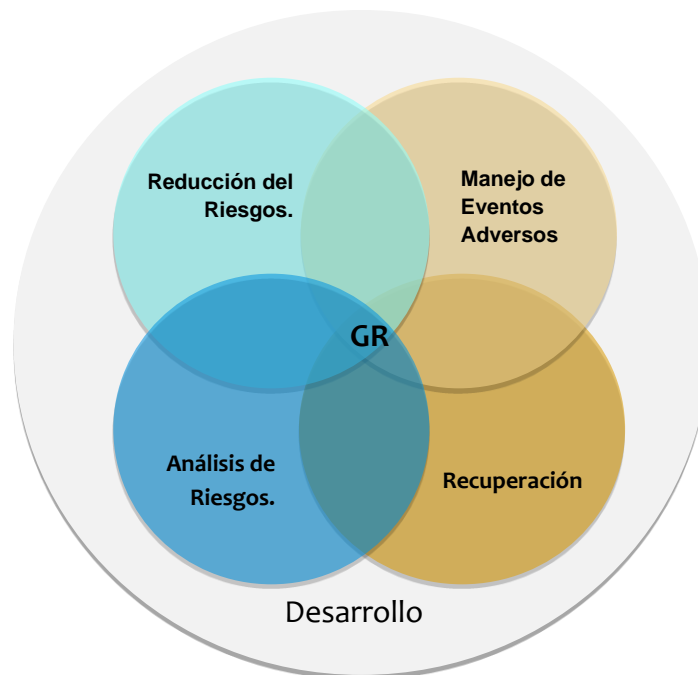 Reducción del
Riesgos.
Manejo de
Eventos
Adversos
GR
Análisis de
Riesgos.
Recuperación
Desarrollo